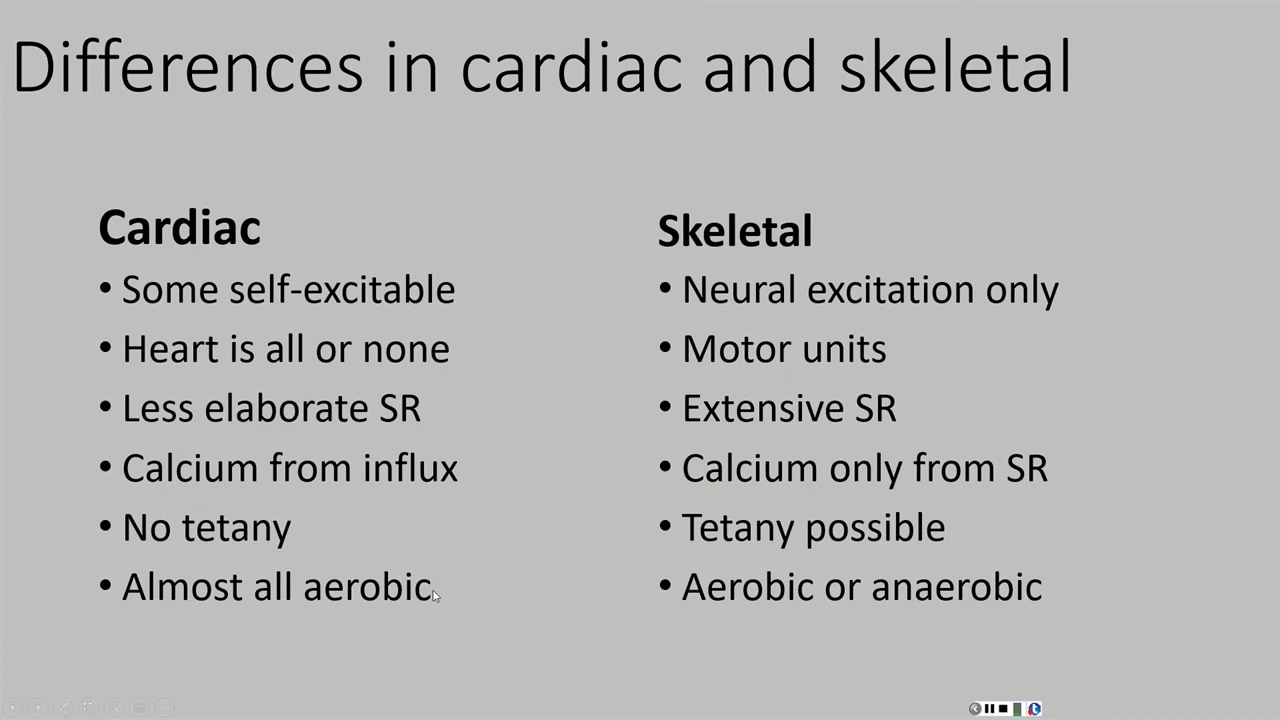 Differences in cardiac and skeletal
Cardiac
• Some self-excitable
• Heart is all or none
• Less elaborate SR
• Calcium from influx
• No tetany
• Almost all aerobic
Skeletal
• Neural excitation only
• Motor units
• Extensive SR
• Calcium only from SR
• Tetany possible
• Aerobic or anaerobic